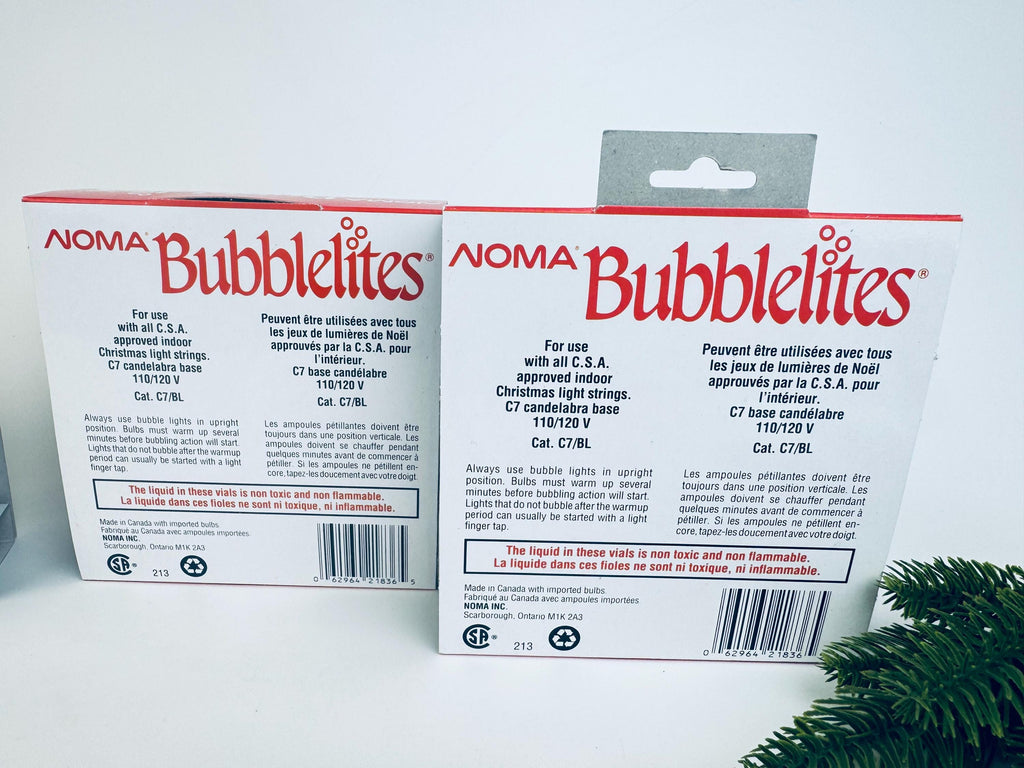 NOMA® Bubblelites®
For use
with all C.S.A.
approved indoor
Christmas light strings.
C7 candelabra base
110/120 V
Cat. C7/BL
Peuvent être utilisées avec tous
les jeux de lumières de Noël
approuvés par la C.S.A. pour
l'intérieur.
C7 base candélabre
110/120 V
Cat. C7/BL
Always use bubble lights in upright
position. Bulbs must warm up several
minutes before bubbling action will start.
Lights that do not bubble after the warmup
period can usually be started with a light
finger tap.
Les ampoules pétillantes doivent être
toujours dans une position verticale. Les
ampoules doivent se chauffer pendant
quelques minutes avant de commencer à
pétiller. Si les ampoules ne pétillent en-
core, tapez-les doucement avec votre doigt.
The liquid in these vials is non toxic and non flammable.
La liquide dans ces fioles ne sont ni toxique, ni inflammable.
Made in Canada with imported bulbs.
Fabriqué au Canada avec ampoules importées.
NOMA INC.
Scarborough, Ontario M1K 2A3
213
0 62964 21836 5
NOMA® Bubblelites®
For use
with all C.S.A.
approved indoor
Christmas light strings.
C7 candelabra base
110/120 V
Cat. C7/BL
Peuvent être utilisées avec tous
les jeux de lumières de Noël
approuvés par la C.S.A. pour
l'intérieur.
C7 base candélabre
110/120 V
Cat. C7/BL
Always use bubble lights in upright
position. Bulbs must warm up several
minutes before bubbling action will start.
Lights that do not bubble after the warmup
period can usually be started with a light
finger tap.
Les ampoules pétillantes doivent être
toujours dans une position verticale. Les
ampoules doivent se chauffer pendant
quelques minutes avant de commencer à
pétiller. Si les ampoules ne pétillent en-
core, tapez-les doucement avec votre doigt.
The liquid in these vials is non toxic and non flammable.
La liquide dans ces fioles ne sont ni toxique, ni inflammable.
Made in Canada with imported bulbs.
Fabriqué au Canada avec ampoules importées.
NOMA INC.
Scarborough, Ontario M1K 2A3
213
0 62964 21836